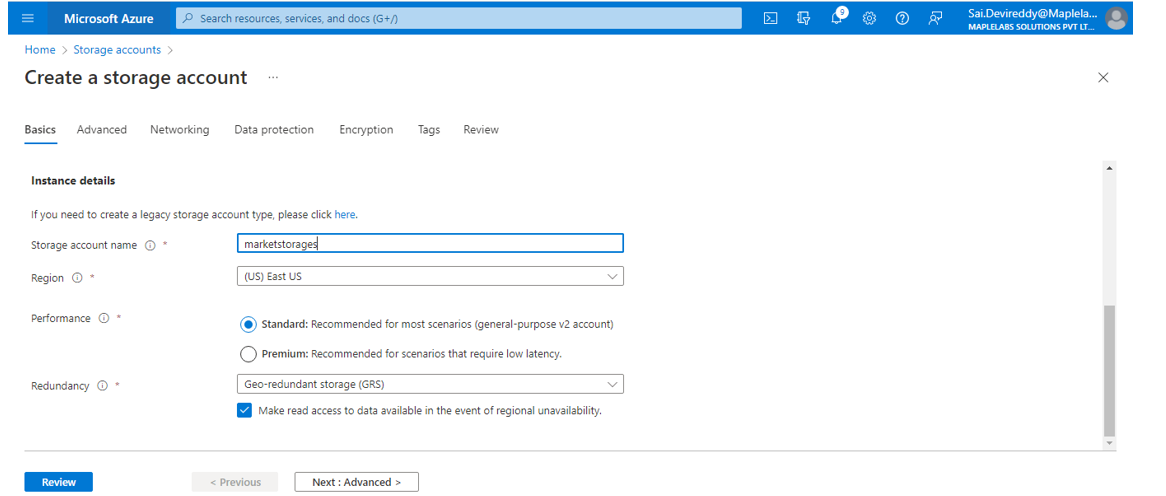 Microsoft Azure
Search resources, services, and docs (G+/)
9
Sai.Devireddy@Maplela...
MAPLELABS SOLUTIONS PVT LT...
Home > Storage accounts >
Create a storage account ...
Basics Advanced Networking Data protection Encryption Tags Review
Instance details
If you need to create a legacy storage account type, please click here.
Storage account name * marketstorages
Region * (US) East US
Performance * Standard: Recommended for most scenarios (general-purpose v2 account)
Premium: Recommended for scenarios that require low latency.
Redundancy * Geo-redundant storage (GRS)
Make read access to data available in the event of regional unavailability.
Review < Previous Next : Advanced >